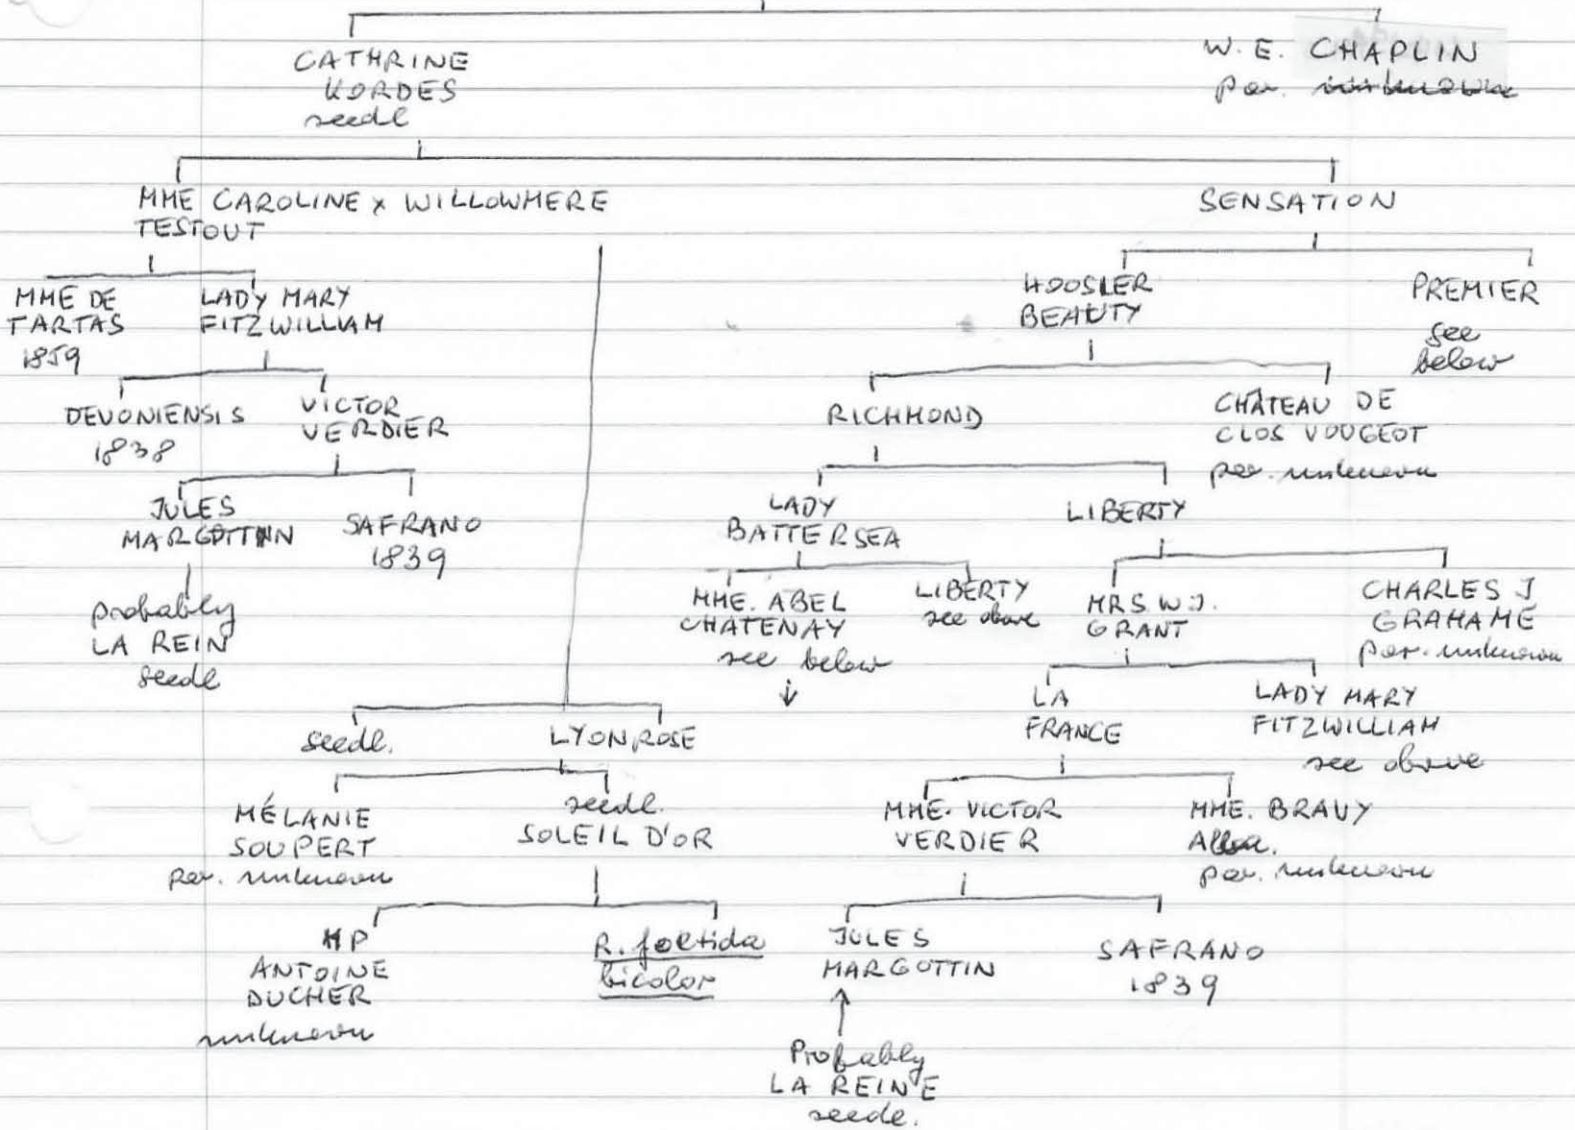 CATHRINE
KORDES
seedl
W. E. CHAPLIN
par. unknown
MME CAROLINE x WILLOWMERE
TESTOUT
SENSATION
MME DE
TARTAS
1859
LADY MARY
FITZWILLIAM
HOOSIER
BEAUTY
PREMIER
see
below
DEVONIENSIS
1838
VICTOR
VERDIER
RICHMOND
CHÂTEAU DE
CLOS VOUGEOT
par. unknown
JULES
MARGOTTIN
SAFRANO
1839
LADY
BATTERSEA
LIBERTY
probably
LA REIN
seedl
MME. ABEL
CHATENAY
see below
↓
LIBERTY
see above
MRS W.J.
GRANT
CHARLES J
GRAHAME
par. unknown
seedl.
LYON ROSE
LA
FRANCE
LADY MARY
FITZWILLIAM
see above
MÉLANIE
SOUPERT
par. unknown
seedl.
SOLEIL D'OR
MME. VICTOR
VERDIER
MME. BRAVY
Alba.
par. unknown
HP
ANTOINE
DUCHER
unknown
R. foetida
bicolor
JULES
MARGOTTIN
SAFRANO
1839
↑
Probably
LA REINE
seedl.